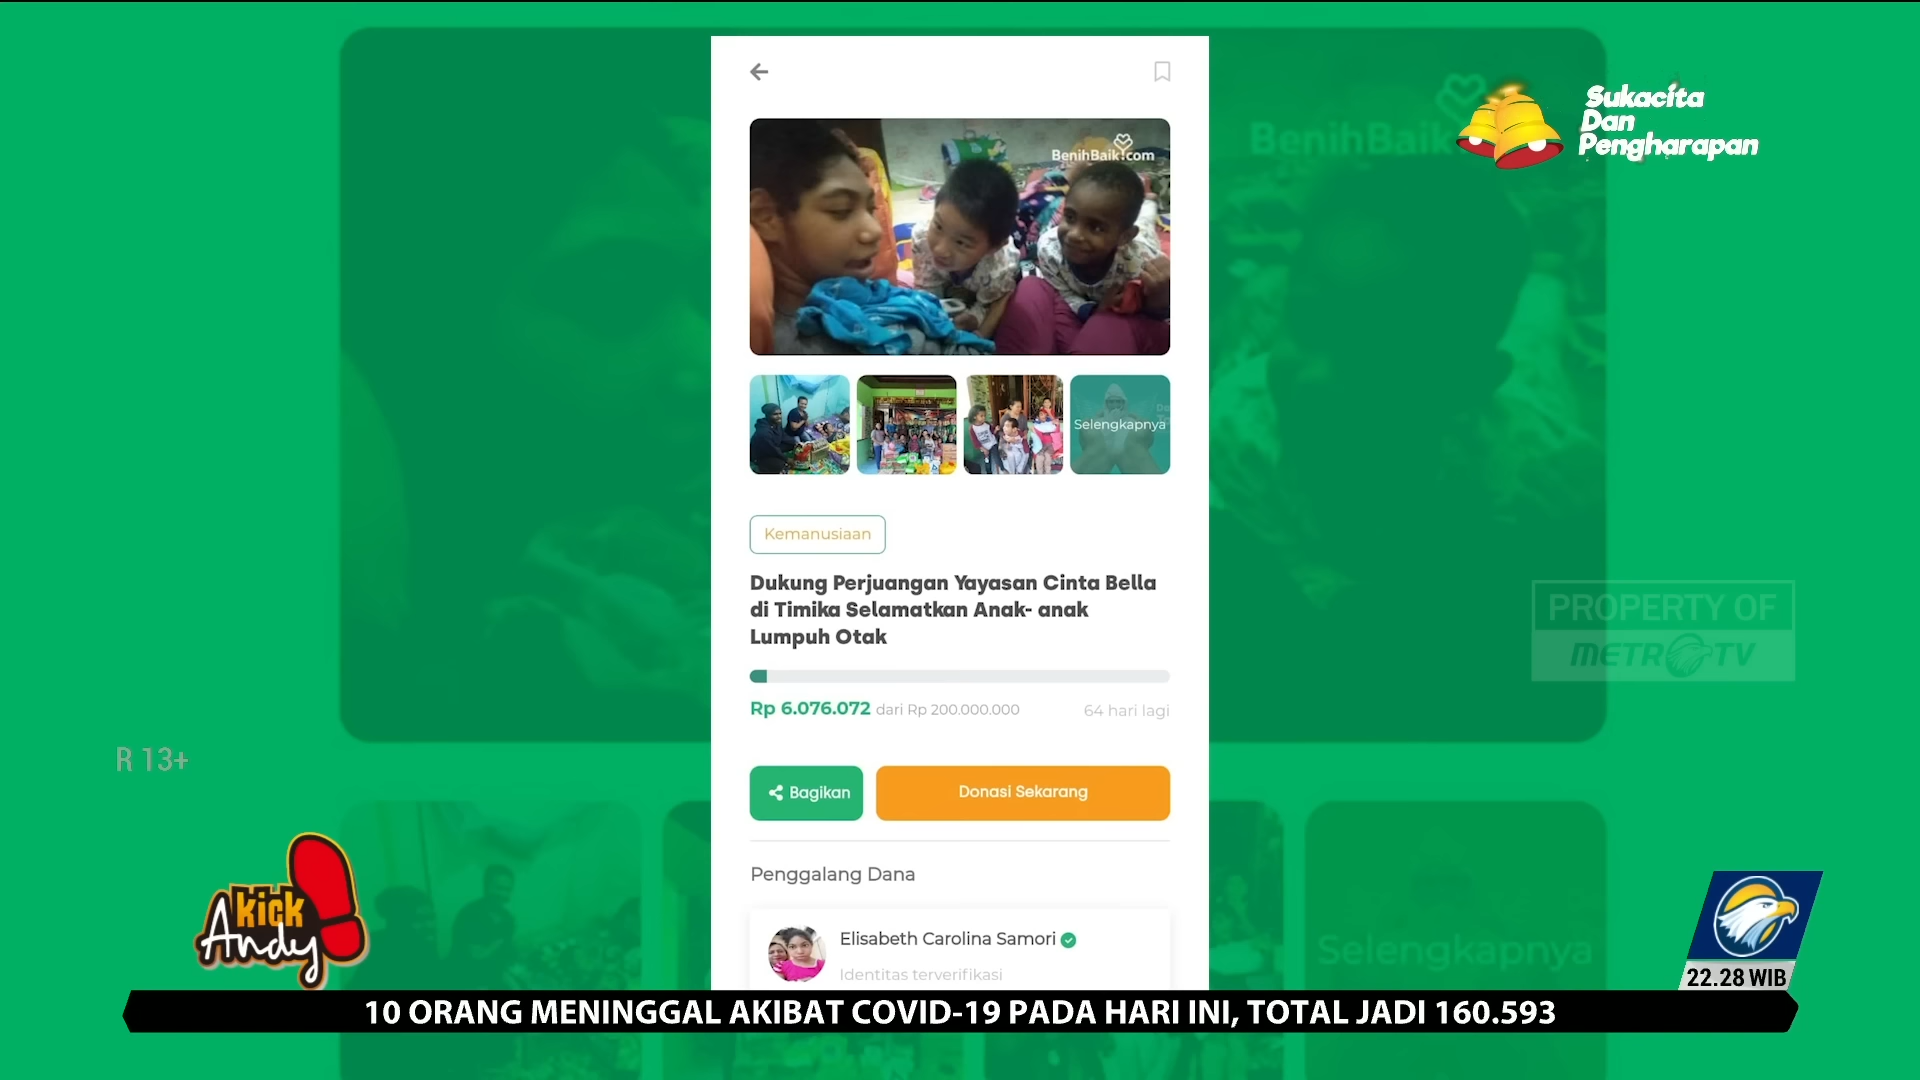 Sukacita
Dan
Pengharapan
BenihBaik
BenihBaik!com
Selengkapnya
Kemanusiaan
Dukung Perjuangan Yayasan Cinta Bella
di Timika Selamatkan Anak- anak
Lumpuh Otak
PROPERTY OF
METRO TV
Rp 6.076.072 dari Rp 200.000.000
64 hari lagi
R 13+
Bagikan
Donasi Sekarang
Penggalang Dana
kick
Andy
Elisabeth Carolina Samori
Identitas terverifikasi
Selengkapnya
22.28 WIB
10 ORANG MENINGGAL AKIBAT COVID-19 PADA HARI INI, TOTAL JADI 160.593